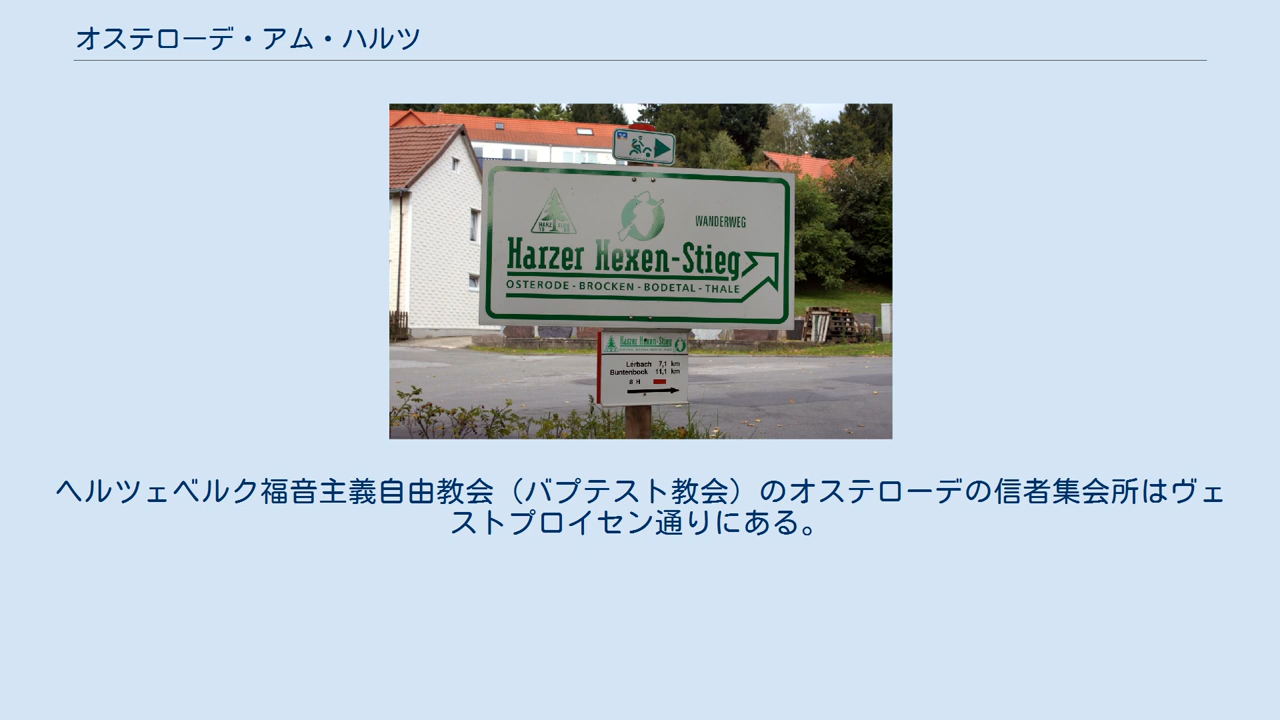 オステローデ・アム・ハルツ
WANDERWEG
Harzer Hexen-Stieg
OSTERODE - BROCKEN - BODETAL - THALE
Harzer Hexen-Stieg
Lerbach 7,1 km
Buntenbock 11,1 km
8 H
ヘルツェベルク福音主義自由教会（バプテスト教会）のオステローデの信者集会所はヴェ
ストプロイセン通りにある。